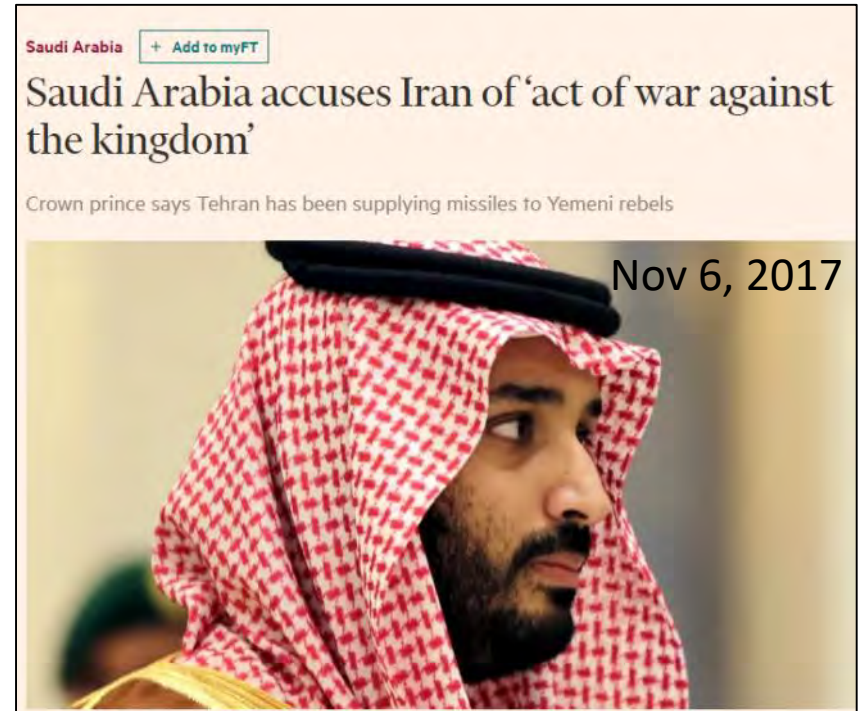 Saudi Arabia + Add to myFT
Saudi Arabia accuses Iran of ‘act of war against
the kingdom’
Crown prince says Tehran has been supplying missiles to Yemeni rebels
Nov 6, 2017